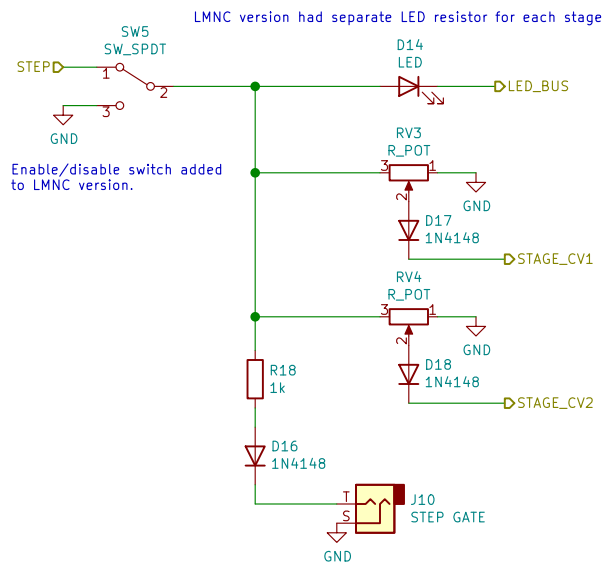 LMNC version had separate LED resistor for each stage
SW5
SW_SPDT
D14
LED
STEP
1
2
LED_BUS
3
GND
RV3
R_POT
Enable/disable switch added
to LMNC version.
3
1
2
GND
D17
1N4148
STAGE_CV1
RV4
R_POT
3
1
2
GND
D18
1N4148
R18
1k
STAGE_CV2
D16
1N4148
T
J10
S
STEP GATE
GND